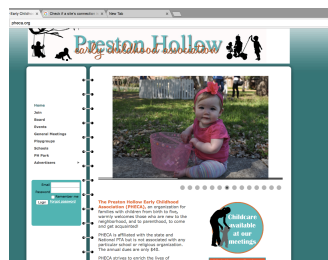 Early Childho
Check if a site's connection
New Tab
pheca.org
Preston Hollow
early childhood association
Home
Join
Board
Events
General Meetings
Playgroups
Schools
PH Park
Advertisers
Email
Password
Remember me
Forgot password
The Preston Hollow Early Childhood
Association (PHECA), an organization for
families with children from birth to five,
warmly welcomes those who are new to the
neighborhood, and to parenthood, to come
and get acquainted!
PHECA is affiliated with the state and
National PTA but is not associated with any
particular school or religious organization.
The annual dues are only $45.
PHECA strives to enrich the lives of
Childcare
available
at our
meetings